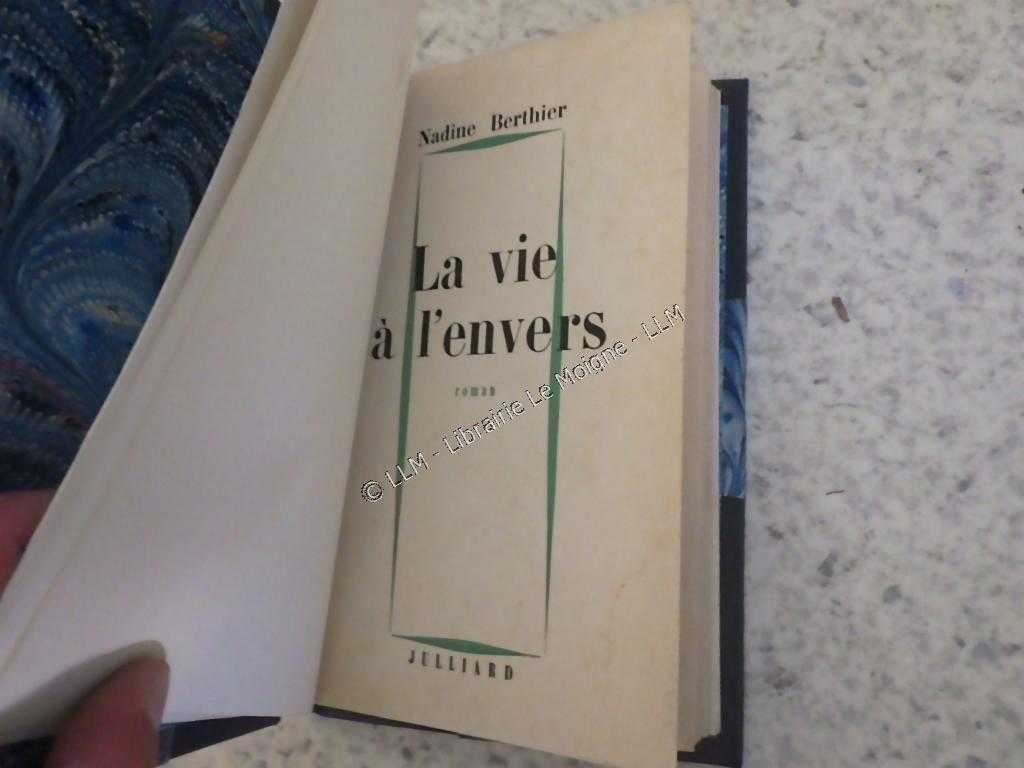 Nadine Berthier
La vie
à l'envers
roman
JULLIARD
© LLM - Librairie Le Moigne - LLM